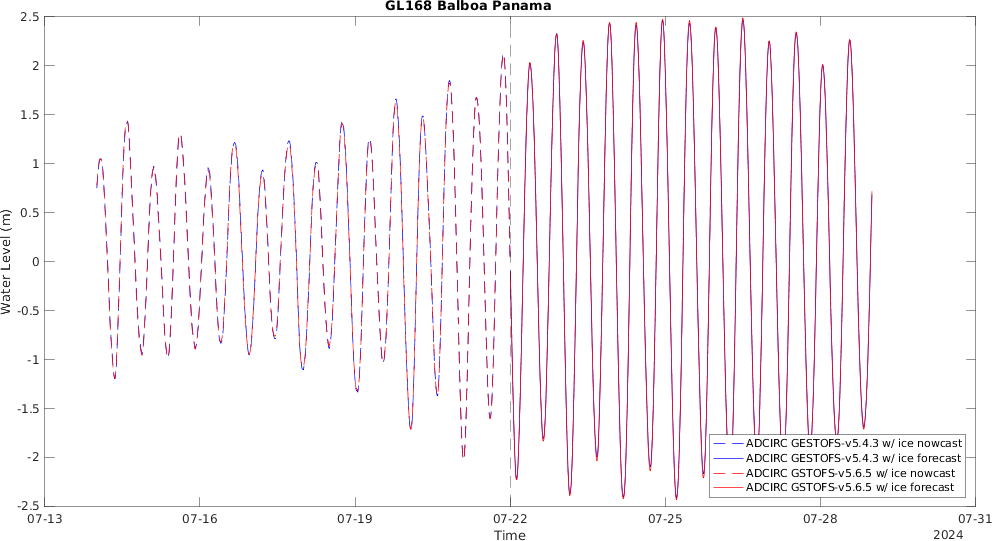 GL168 Balboa Panama
2.5
2
1.5
1
0.5
0
-0.5
-1
-1.5
-2
-2.5
Water Level (m)
ADCIRC GESTOFS-v5.4.3 w/ ice nowcast
ADCIRC GESTOFS-v5.4.3 w/ ice forecast
ADCIRC GSTOFS-v5.6.5 w/ ice nowcast
ADCIRC GSTOFS-v5.6.5 w/ ice forecast
07-13 07-16 07-19 07-22 07-25 07-28 07-31
Time
2024